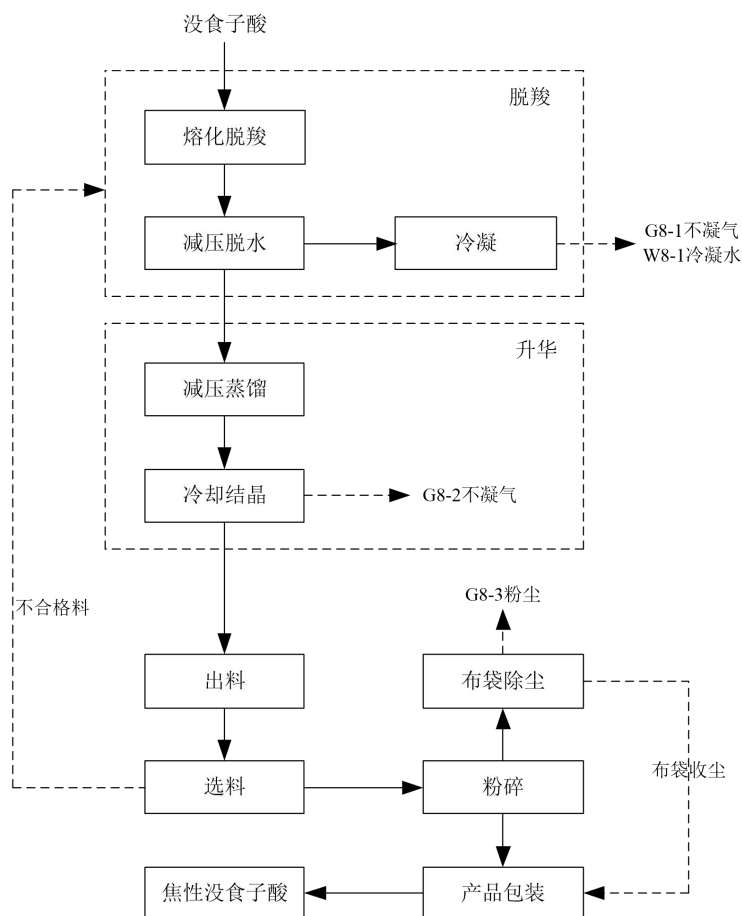 没食子酸
脱羧
熔化脱羧
减压脱水
冷凝
G8-1不凝气
W8-1冷凝水
升华
减压蒸馏
冷却结晶
G8-2不凝气
不合格料
G8-3粉尘
出料
布袋除尘
选料
粉碎
布袋收尘
焦性没食子酸
产品包装